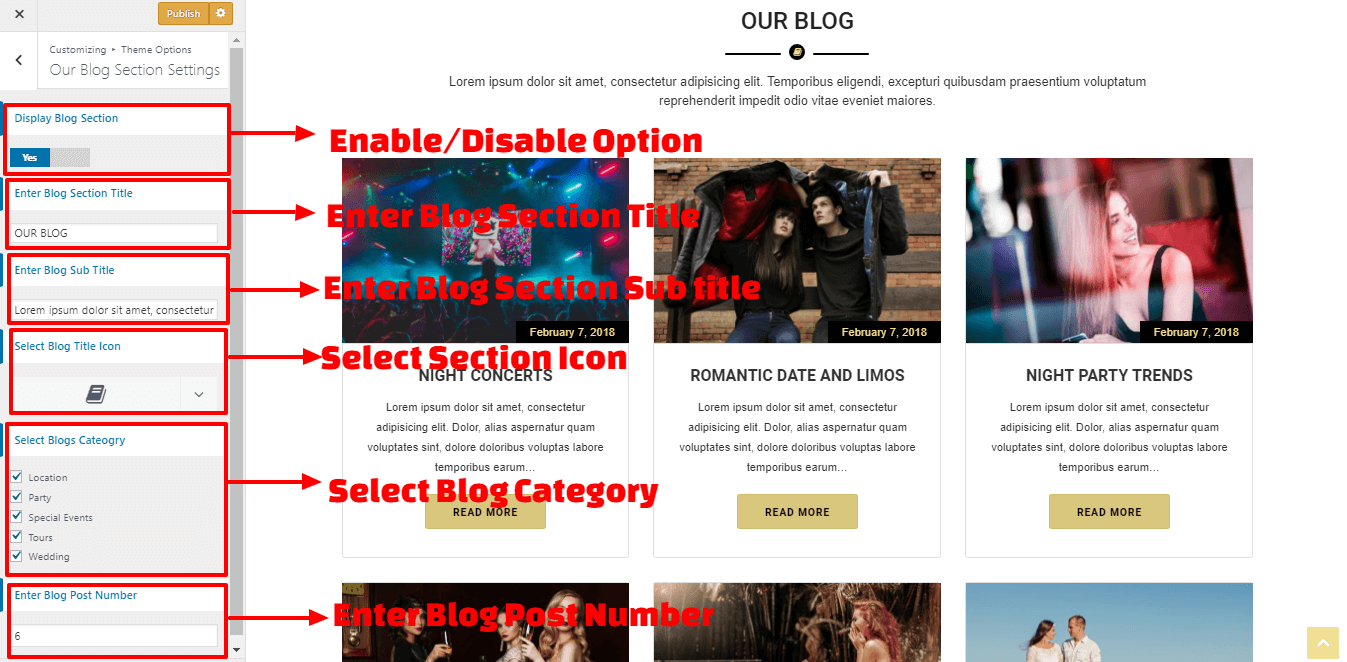 Publish
Customizing ▸ Theme Options
Our Blog Section Settings
Display Blog Section
Yes
Enter Blog Section Title
OUR BLOG
Enter Blog Sub Title
Lorem ipsum dolor sit amet, consectetur
Select Blog Title Icon
Select Blogs Cateogry
Location
Party
Special Events
Tours
Wedding
Enter Blog Post Number
6
Enable/Disable Option
Enter Blog Section Title
Enter Blog Section Sub title
Select Section Icon
Select Blog Category
Enter Blog Post Number
OUR BLOG
Lorem ipsum dolor sit amet, consectetur adipisicing elit. Temporibus eligendi, excepturi quibusdam praesentium voluptatum
reprehenderit impedit odio vitae eveniet maiores.
February 7, 2018
NIGHT CONCERTS
Lorem ipsum dolor sit amet, consectetur
adipisicing elit. Dolor, alias aspernatur quam
voluptates sint, dolore doloribus voluptas labore
temporibus earum...
READ MORE
February 7, 2018
ROMANTIC DATE AND LIMOS
Lorem ipsum dolor sit amet, consectetur
adipisicing elit. Dolor, alias aspernatur quam
voluptates sint, dolore doloribus voluptas labore
temporibus earum...
READ MORE
February 7, 2018
NIGHT PARTY TRENDS
Lorem ipsum dolor sit amet, consectetur
adipisicing elit. Dolor, alias aspernatur quam
voluptates sint, dolore doloribus voluptas labore
temporibus earum...
READ MORE